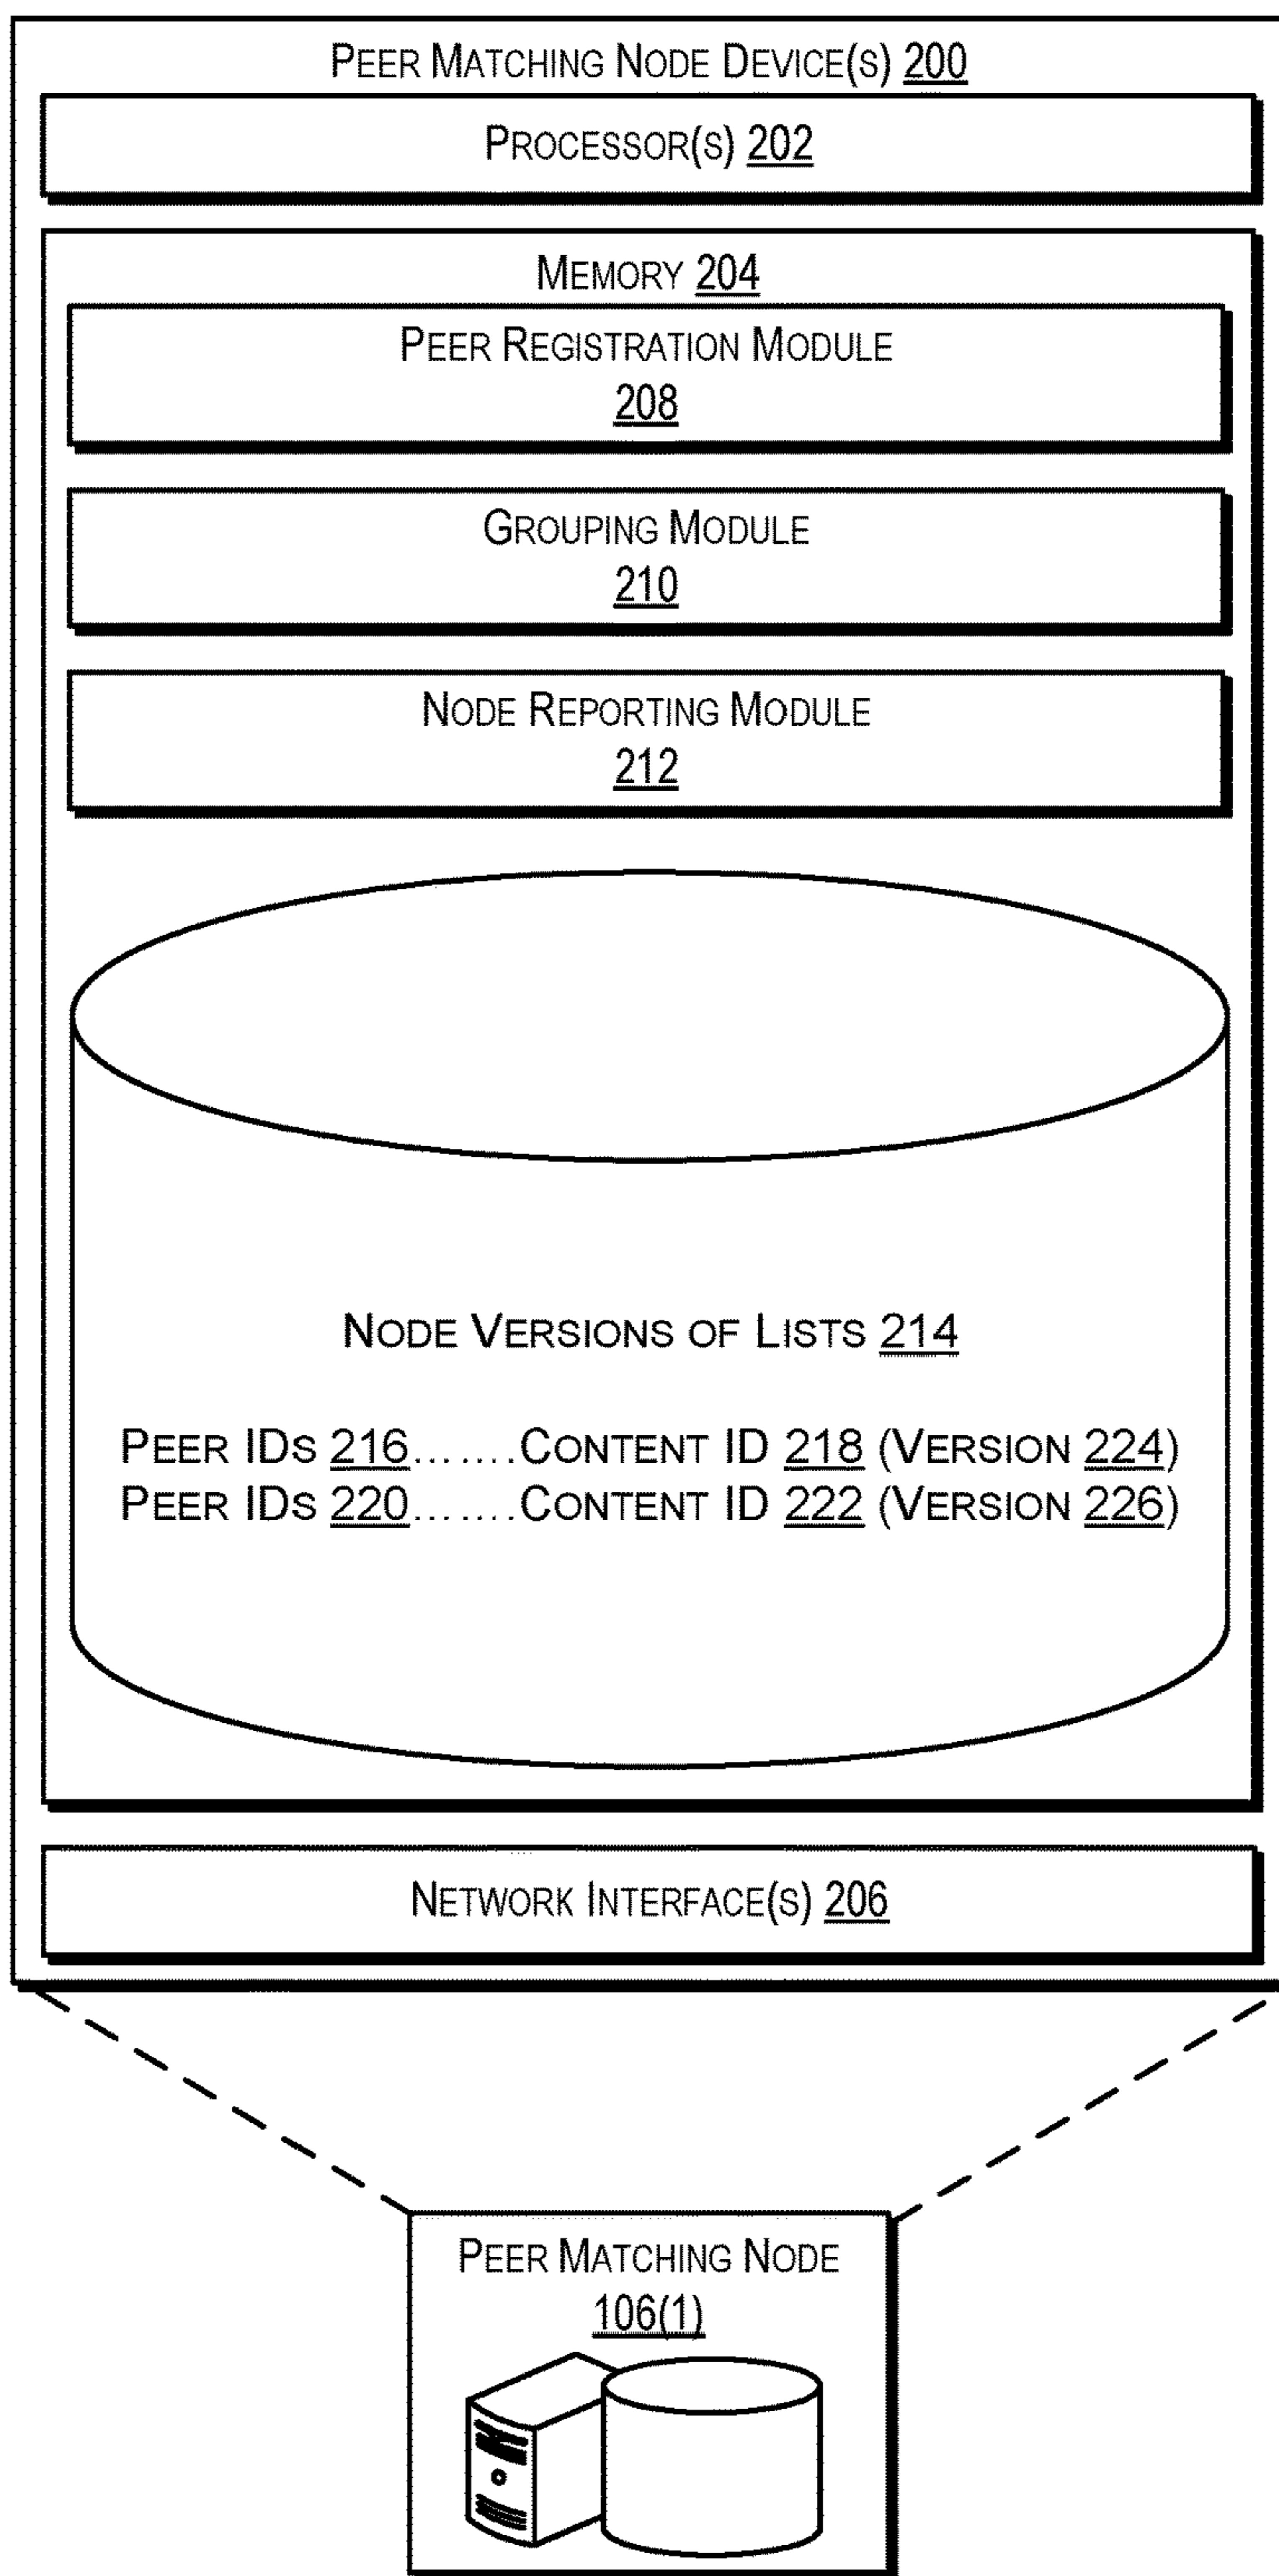 PEER MATCHING NODE DEVICE(S) 200
PROCESSOR(S) 202
MEMORY 204
PEER REGISTRATION MODULE
208
GROUPING MODULE
210
NODE REPORTING MODULE
212
NODE VERSIONS OF LISTS 214
PEER IDS 216.......CONTENT ID 218 (VERSION 224)
PEER IDS 220.......CONTENT ID 222 (VERSION 226)
NETWORK INTERFACE(S) 206
PEER MATCHING NODE
106(1)